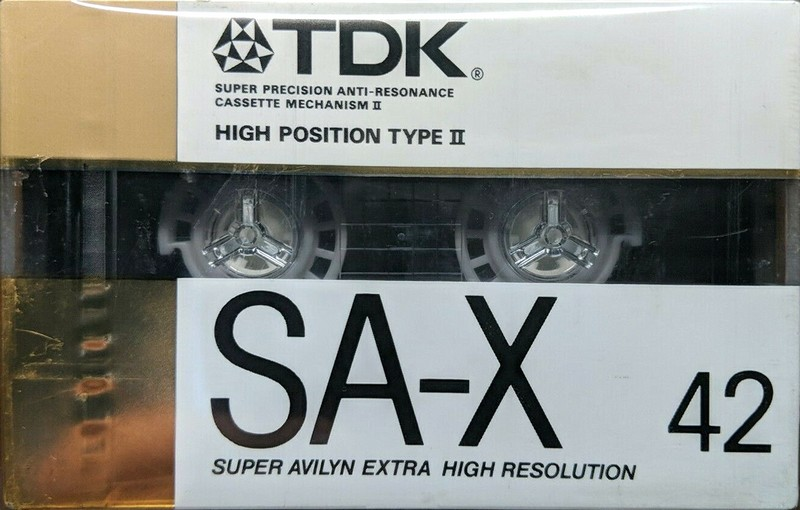 TDK®
SUPER PRECISION ANTI-RESONANCE
CASSETTE MECHANISM II
HIGH POSITION TYPE II
SA-X
42
SUPER AVILYN EXTRA HIGH RESOLUTION